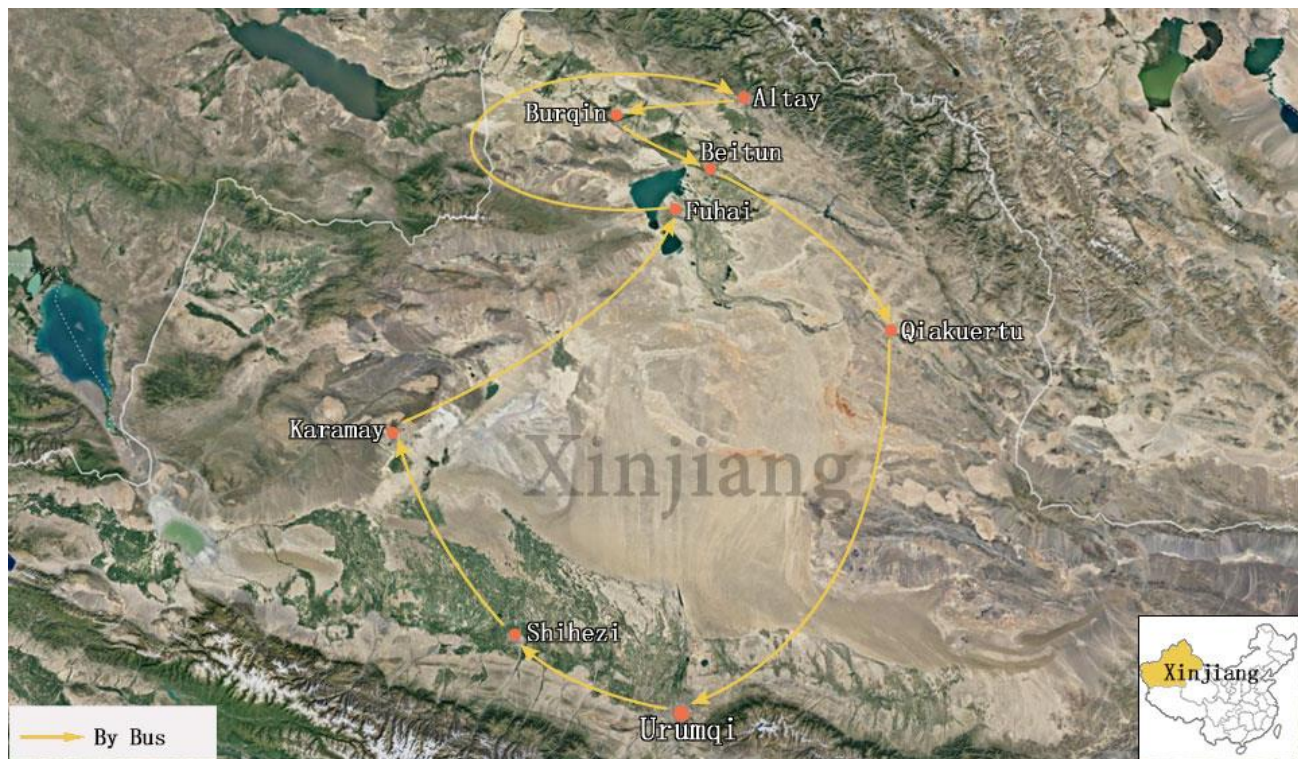 Altay
Burqin
Beitun
Fuhai
Qiakuertu
Karamay
Xinjiang
Shihezi
Urumqi
By Bus
Xinjiang